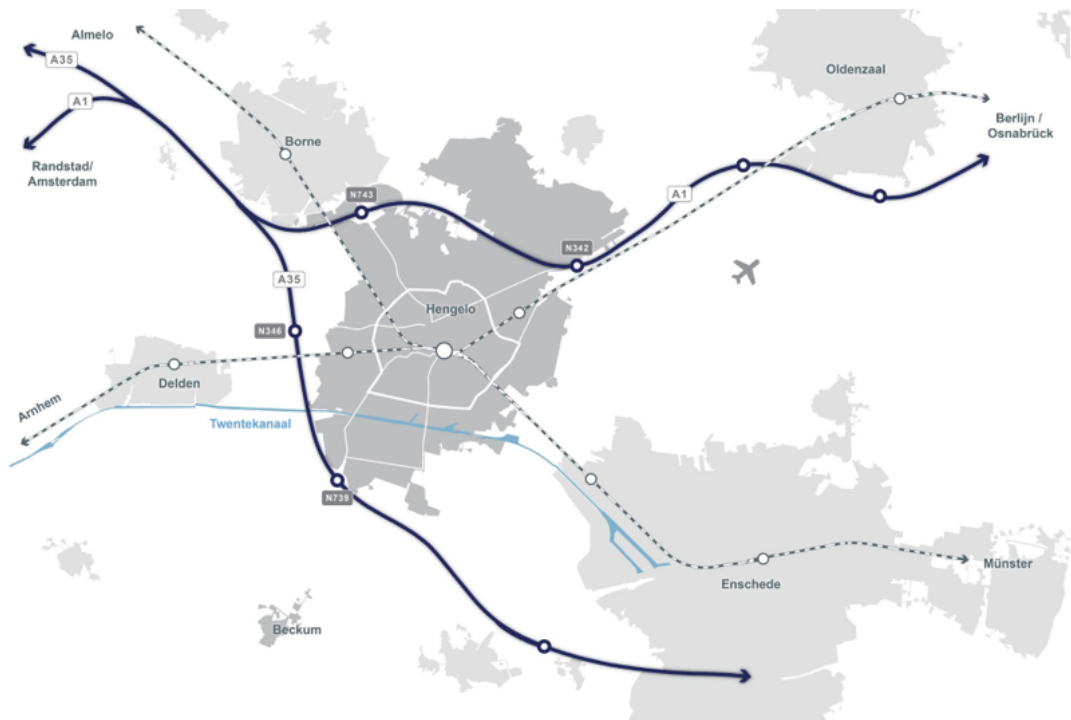 Almelo
A35
A1
Randstad/
Amsterdam
Borne
N743
Oldenzaal
Berlijn /
Osnabrück
A1
N342
A35
Hengelo
N346
Delden
Arnhem
Twentekanaal
N739
Enschede
Münster
Beckum